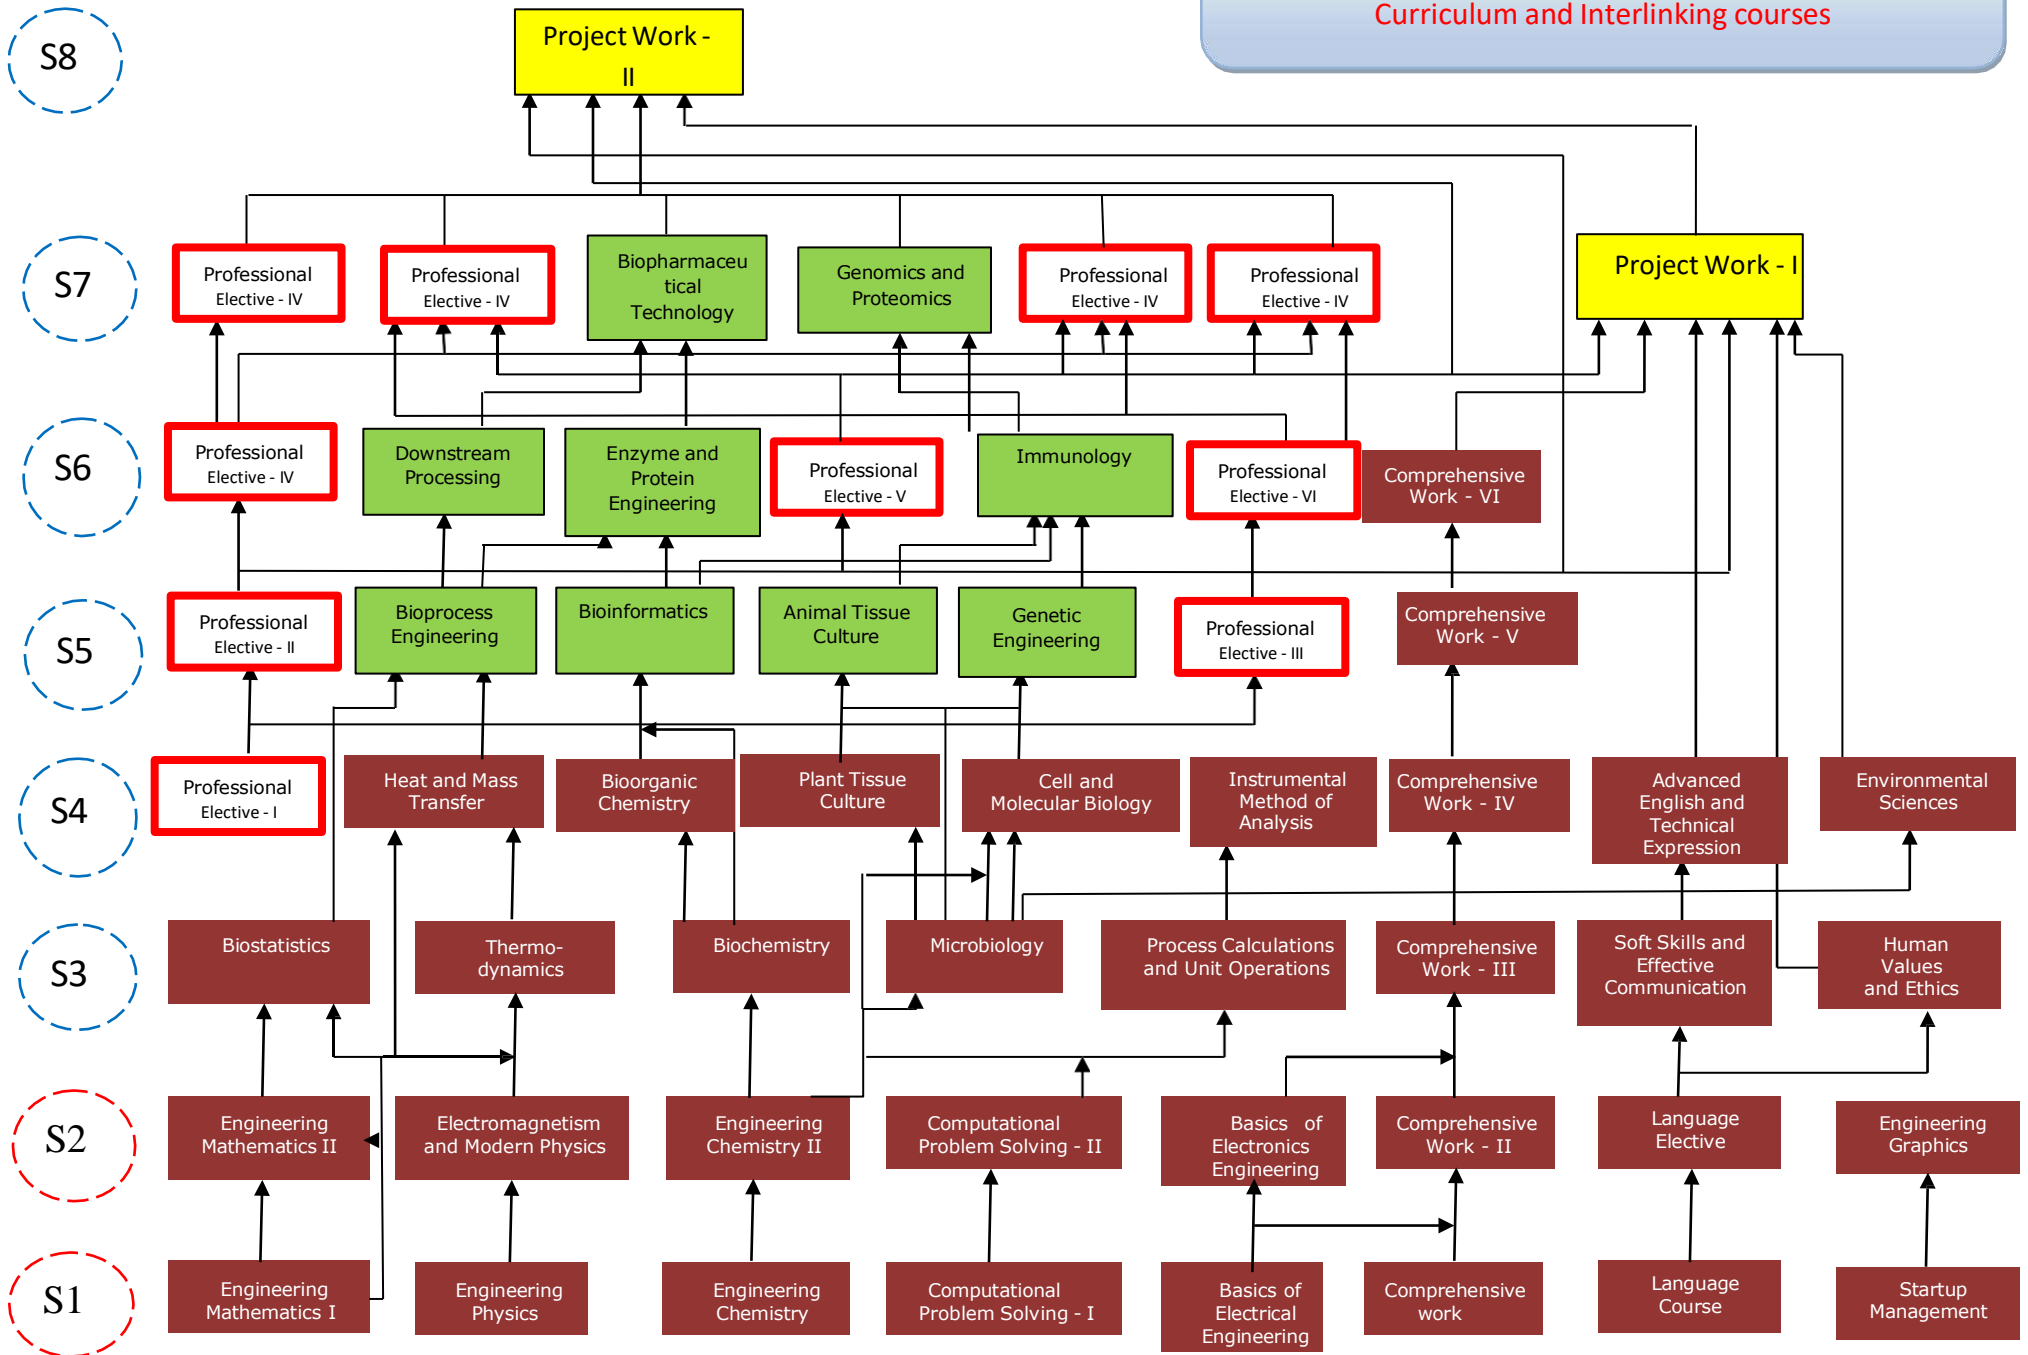 Curriculum and Interlinking courses
S8
Project Work -
II
S7
Professional
Elective - IV
Professional
Elective - IV
Biopharmaceu
tical
Technology
Genomics and
Proteomics
Professional
Elective - IV
Professional
Elective - IV
Project Work - I
S6
Professional
Elective - IV
Downstream
Processing
Enzyme and
Protein
Engineering
Professional
Elective - V
Immunology
Professional
Elective - VI
Comprehensive
Work - VI
S5
Professional
Elective - II
Bioprocess
Engineering
Bioinformatics
Animal Tissue
Culture
Genetic
Engineering
Professional
Elective - III
Comprehensive
Work - V
S4
Professional
Elective - I
Heat and Mass
Transfer
Bioorganic
Chemistry
Plant Tissue
Culture
Cell and
Molecular Biology
Instrumental
Method of
Analysis
Comprehensive
Work - IV
Advanced
English and
Technical
Expression
Environmental
Sciences
S3
Biostatistics
Thermo-
dynamics
Biochemistry
Microbiology
Process Calculations
and Unit Operations
Comprehensive
Work - III
Soft Skills and
Effective
Communication
Human
Values
and Ethics
S2
Engineering
Mathematics II
Electromagnetism
and Modern Physics
Engineering
Chemistry II
Computational
Problem Solving - II
Basics of
Electronics
Engineering
Comprehensive
Work - II
Language
Elective
Engineering
Graphics
S1
Engineering
Mathematics I
Engineering
Physics
Engineering
Chemistry
Computational
Problem Solving - I
Basics of
Electrical
Engineering
Comprehensive
work
Language
Course
Startup
Management